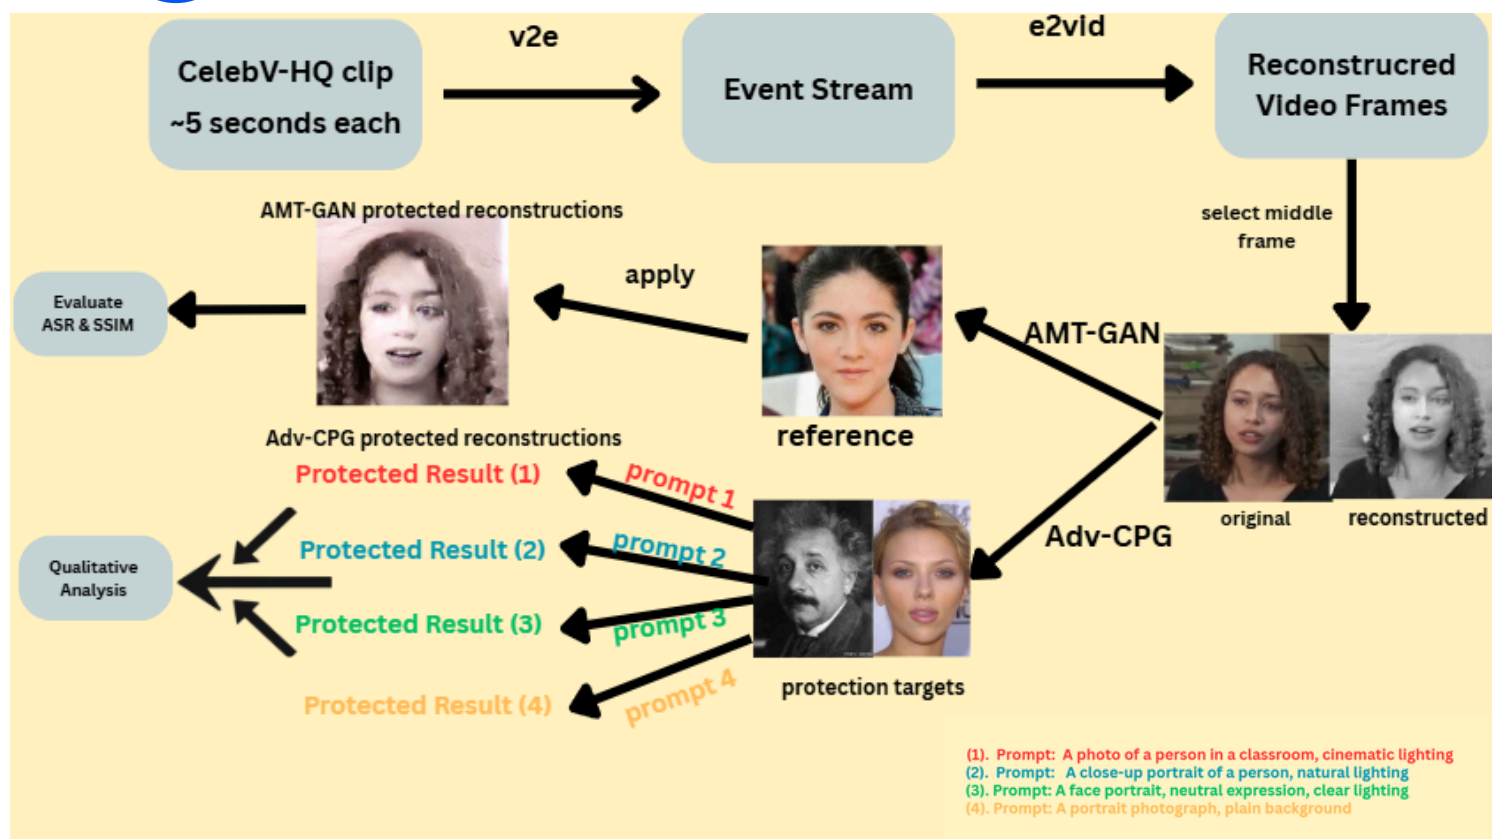 CelebV-HQ clip
~5 seconds each
v2e
Event Stream
e2vid
Reconstrucred
Video Frames
select middle
frame
AMT-GAN protected reconstructions
apply
AMT-GAN
Evaluate
ASR & SSIM
reference
original
reconstructed
Adv-CPG
Adv-CPG protected reconstructions
Protected Result (1)
prompt 1
Protected Result (2)
prompt 2
Protected Result (3)
prompt 3
Protected Result (4)
prompt 4
Qualitative
Analysis
protection targets
(1). Prompt: A photo of a person in a classroom, cinematic lighting
(2). Prompt: A close-up portrait of a person, natural lighting
(3). Prompt: A face portrait, neutral expression, clear lighting
(4). Prompt: A portrait photograph, plain background